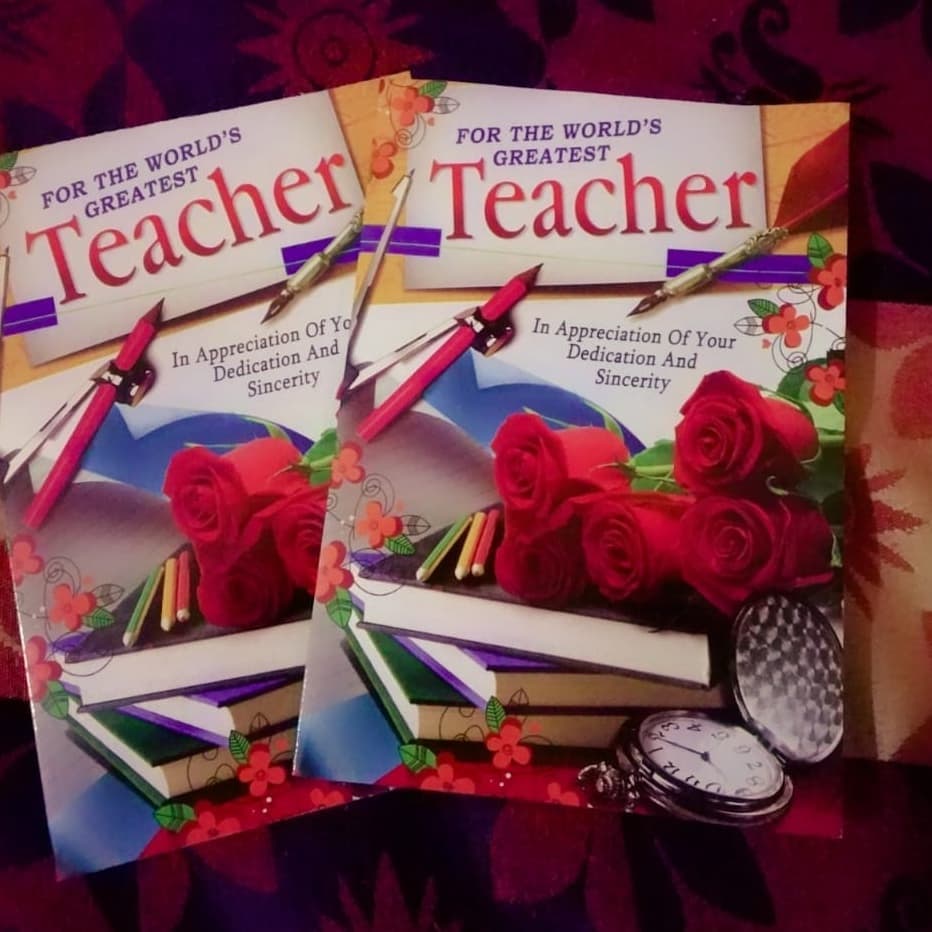 FOR THE WORLD'S
GREATEST
Teacher
In Appreciation Of Yo
Dedication And
Sincerity
FOR THE WORLD'S
GREATEST
Teacher
In Appreciation Of Your
Dedication And
Sincerity